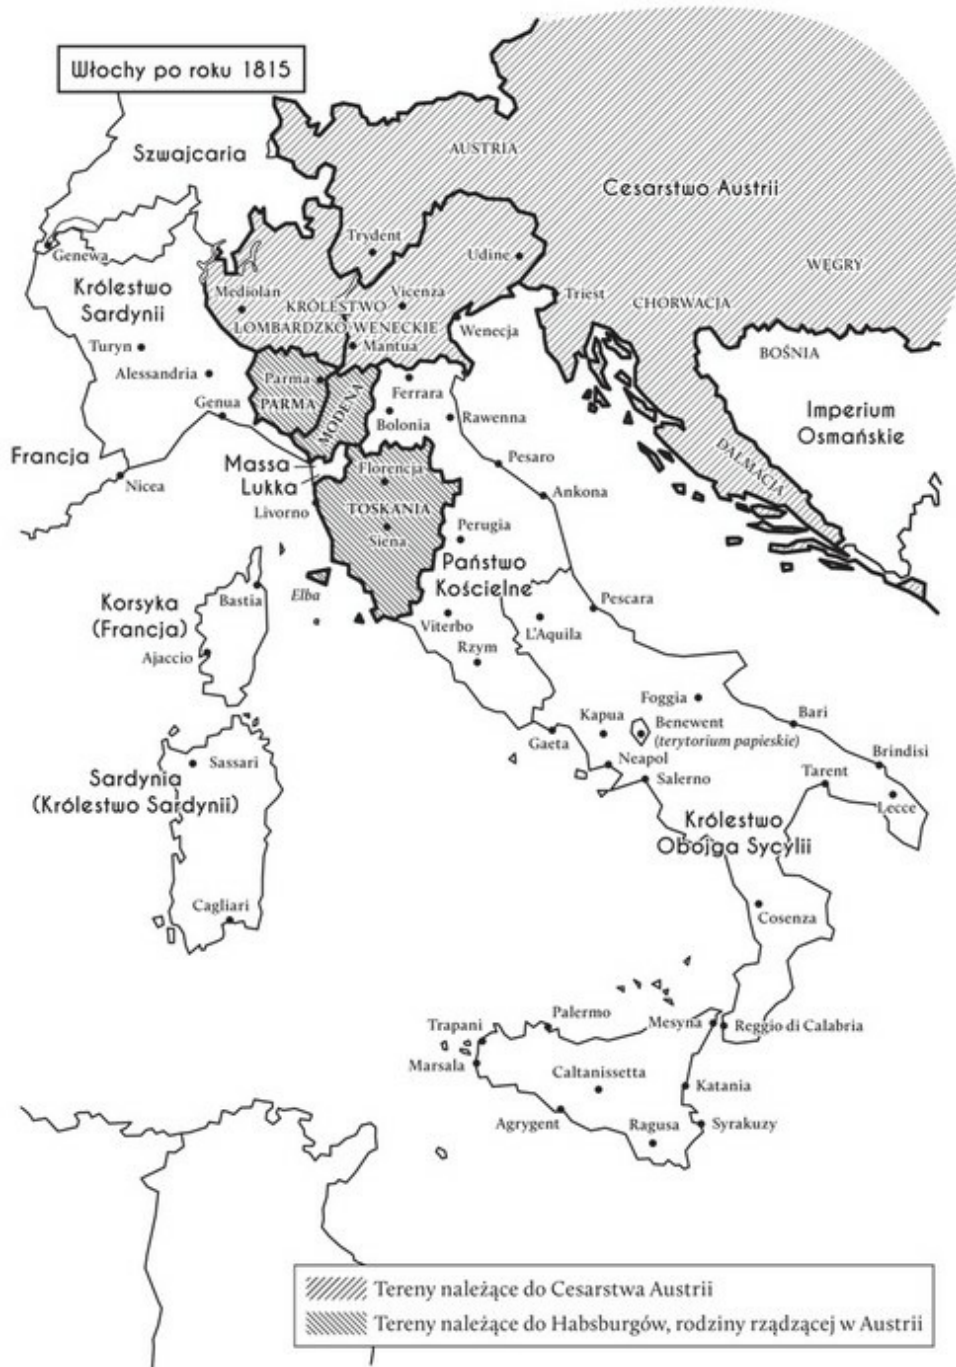 Włochy po roku 1815
Szwajcaria
AUSTRIA
Cesarstwo Austrii
Genewa
Trydent
Udine
WĘGRY
Królestwo
Sardynii
Mediolan
KRÓLESTWO
LOMBARDZKO-WENECKIE
Vicenza
Triest
CHORWACJA
Wenecja
Turyn
Mantua
BOŚNIA
Alessandria
Parma
PARMA
MODENA
Ferrara
Genua
Bolonia
Rawenna
Imperium
Osmańskie
Francja
Nicea
Massa
Lukka
Florencja
Pesaro
DALMACJA
Livorno
TOSKANIA
Ankona
Siena
Perugia
Państwo
Kościelne
Elba
Korsyka
(Francja)
Bastia
Ajaccio
Viterbo
L'Aquila
Pescara
Rzym
Foggia
Kapua
Benewent
(terytorium papieskie)
Bari
Gaeta
Neapol
Salerno
Brindisi
Tarent
Lecce
Sassari
Sardynia
(Królestwo Sardynii)
Królestwo
Obojga Sycylii
Cagliari
Cosenza
Palermo
Mesyna
Reggio di Calabria
Trapani
Marsala
Caltanissetta
Katania
Agrygent
Ragusa
Syrakuzy
Tereny należące do Cesarstwa Austrii
Tereny należące do Habsburgów, rodziny rządzącej w Austrii